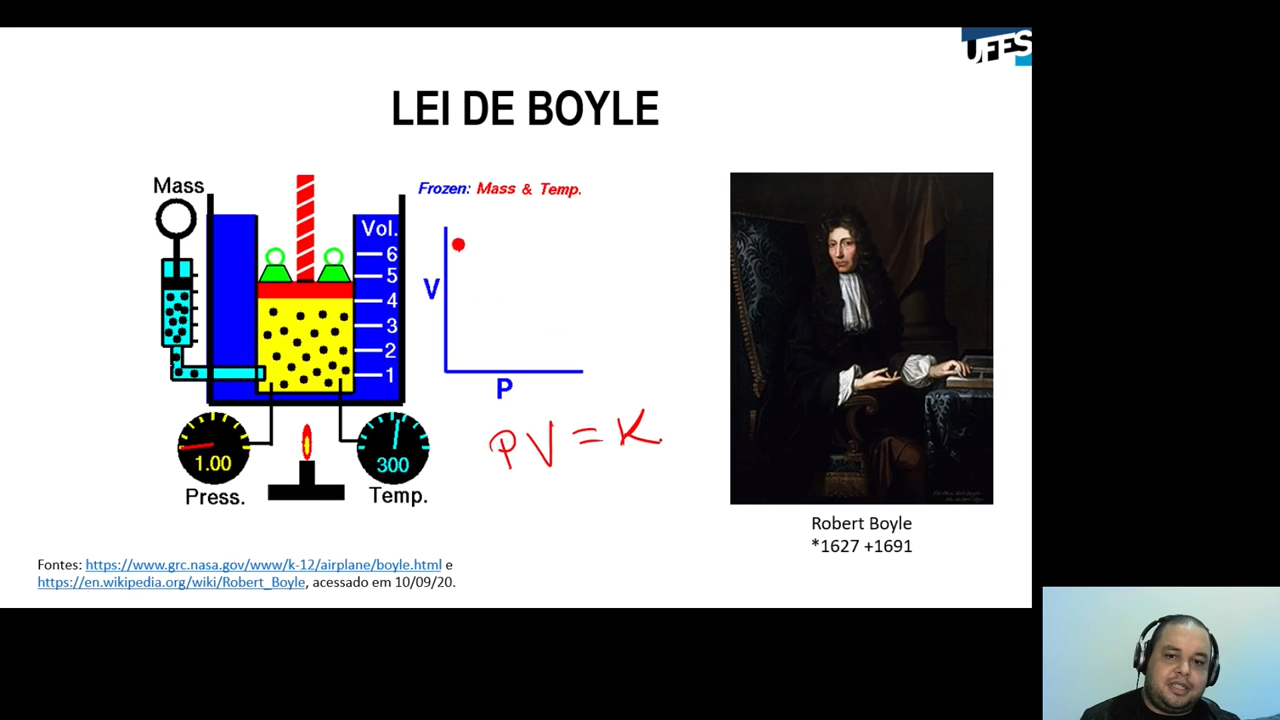 UFES
LEI DE BOYLE
Mass
Frozen: Mass & Temp.
Vol.
6
5
4
3
2
1
V
P
1.00
300
Press.
Temp.
PV = K
Robert Boyle
*1627 +1691
Fontes: https://www.grc.nasa.gov/www/k-12/airplane/boyle.html e
https://en.wikipedia.org/wiki/Robert_Boyle, acessado em 10/09/20.